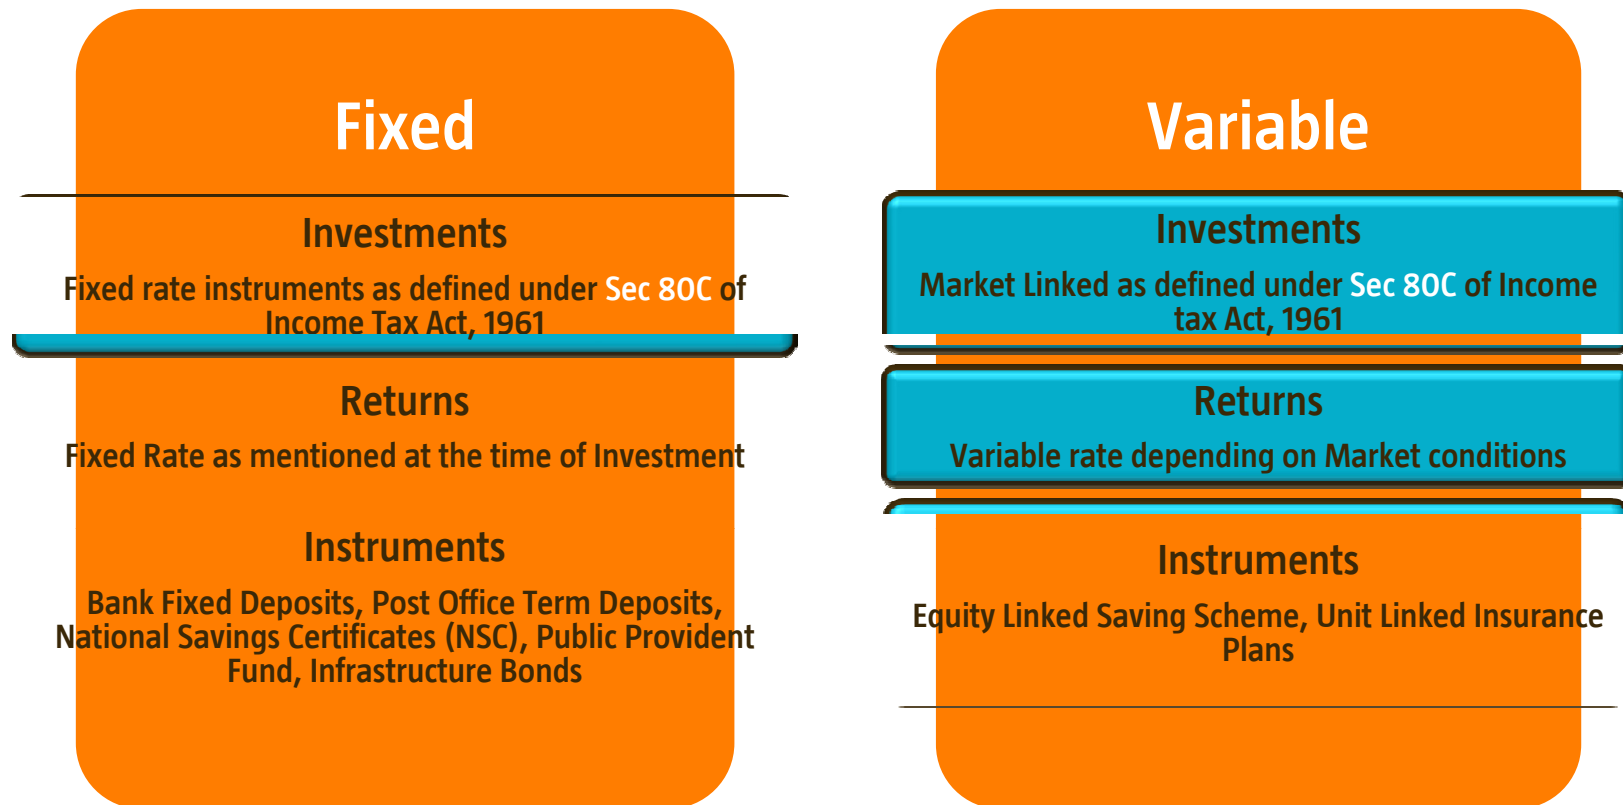 Fixed
Investments
Fixed rate instruments as defined under Sec 80C of
Income Tax Act, 1961
Returns
Fixed Rate as mentioned at the time of Investment
Instruments
Bank Fixed Deposits, Post Office Term Deposits,
National Savings Certificates (NSC), Public Provident
Fund, Infrastructure Bonds
Variable
Investments
Market Linked as defined under Sec 80C of Income
tax Act, 1961
Returns
Variable rate depending on Market conditions
Instruments
Equity Linked Saving Scheme, Unit Linked Insurance
Plans